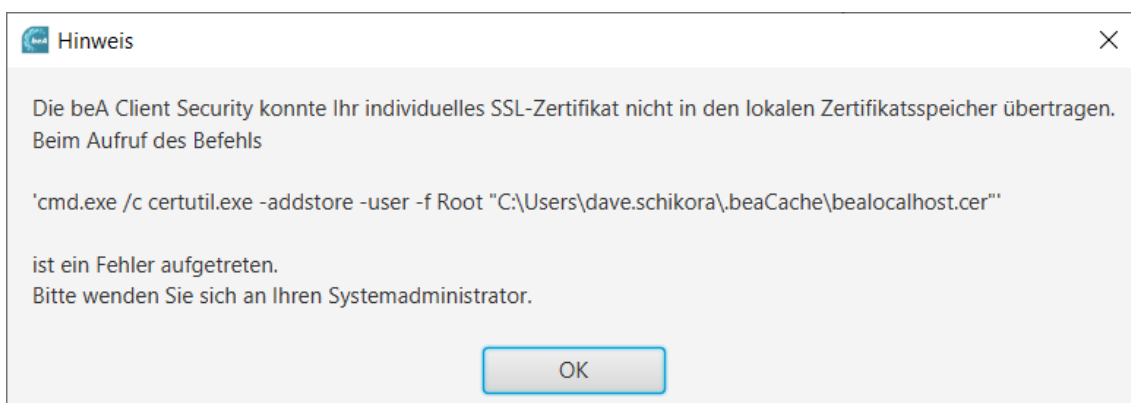 beA Hinweis
Die beA Client Security konnte Ihr individuelles SSL-Zertifikat nicht in den lokalen Zertifikatsspeicher übertragen.
Beim Aufruf des Befehls
'cmd.exe /c certutil.exe -addstore -user -f Root "C:\Users\dave.schikora\.beaCache\bealocalhost.cer"'
ist ein Fehler aufgetreten.
Bitte wenden Sie sich an Ihren Systemadministrator.
OK